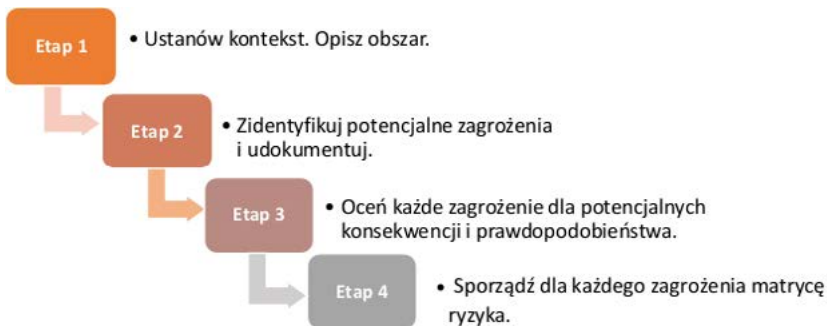 Etap 1
• Ustanów kontekst. Opisz obszar.
Etap 2
• Zidentyfikuj potencjalne zagrożenia
i udokumentuj.
Etap 3
• Oceń każde zagrożenie dla potencjalnych
konsekwencji i prawdopodobieństwa.
Etap 4
• Sporządź dla każdego zagrożenia matrycę
ryzyka.